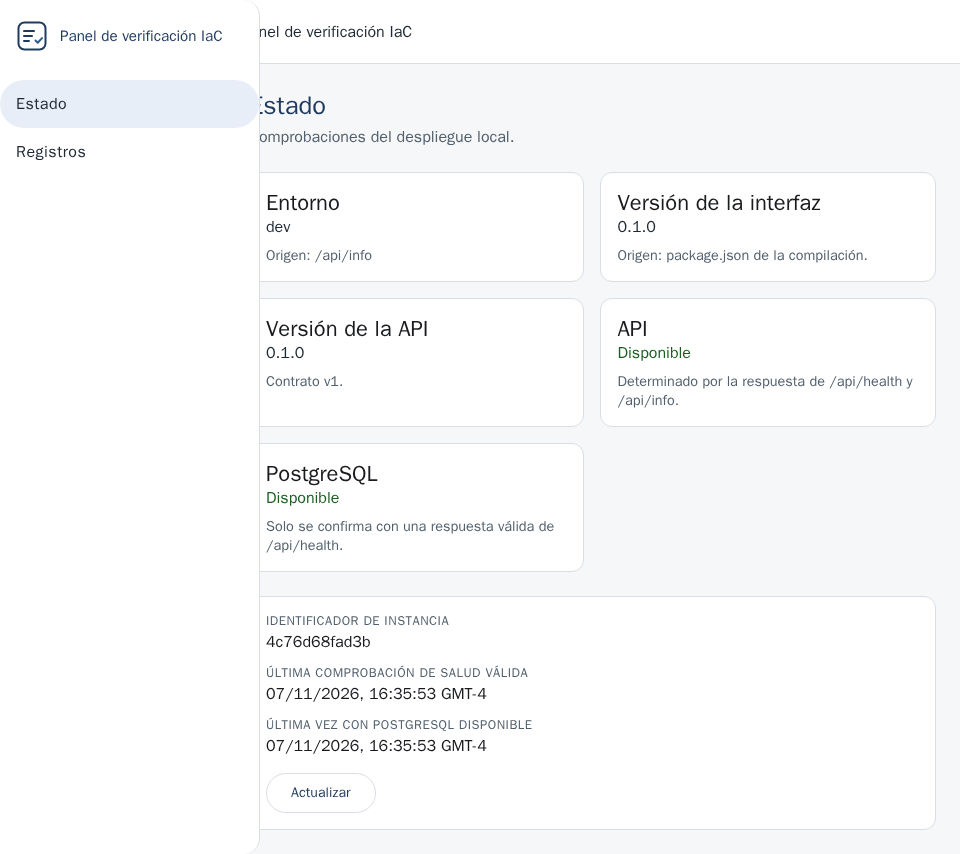 Panel de verificación IaC
Estado
Registros
nel de verificación IaC
Estado
omprobaciones del despliegue local.
Entorno
dev
Origen: /api/info
Versión de la interfaz
0.1.0
Origen: package.json de la compilación.
Versión de la API
0.1.0
Contrato v1.
API
Disponible
Determinado por la respuesta de /api/health y
/api/info.
PostgreSQL
Disponible
Solo se confirma con una respuesta válida de
/api/health.
IDENTIFICADOR DE INSTANCIA
4c76d68fad3b
ÚLTIMA COMPROBACIÓN DE SALUD VÁLIDA
07/11/2026, 16:35:53 GMT-4
ÚLTIMA VEZ CON POSTGRESQL DISPONIBLE
07/11/2026, 16:35:53 GMT-4
Actualizar